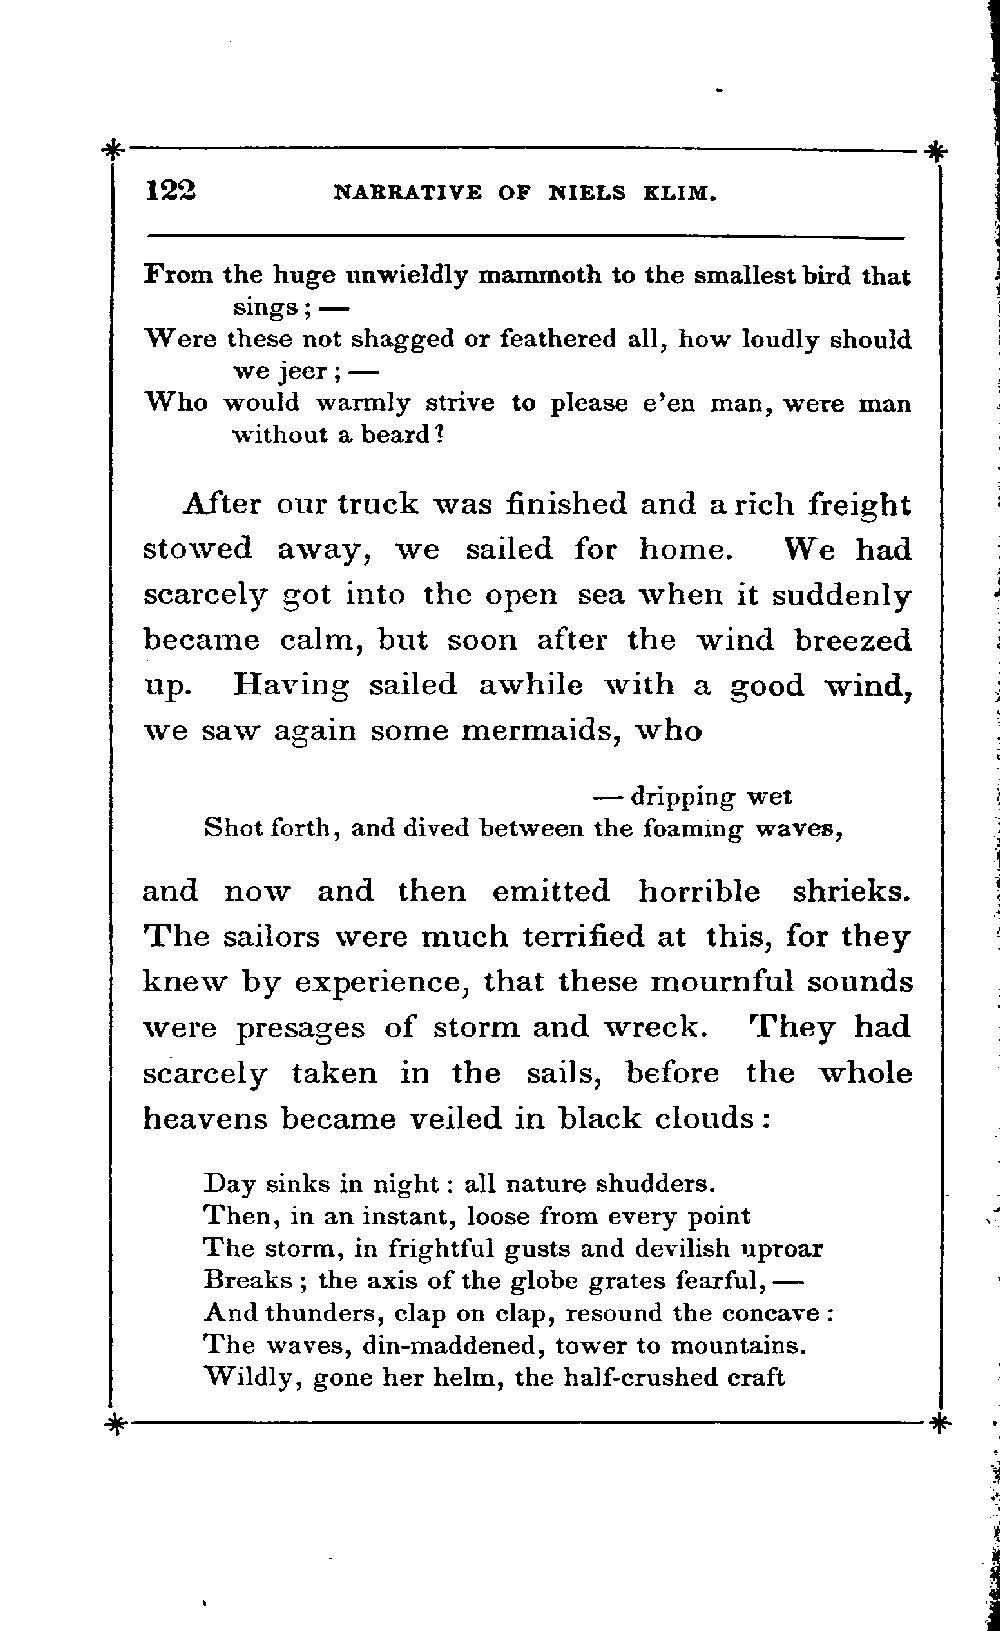 122 NARRATIVE OF NIELS KLIM.
From the huge unwieldly mammoth to the smallest bird that
sings; —
Were these not shagged or feathered all, how loudly should
we jeer; —
Who would warmly strive to please e'en man, were man
without a beard?
After our truck was finished and a rich freight
stowed away, we sailed for home. We had
scarcely got into the open sea when it suddenly
became calm, but soon after the wind breezed
up. Having sailed awhile with a good wind,
we saw again some mermaids, who
— dripping wet
Shot forth, and dived between the foaming waves,
and now and then emitted horrible shrieks.
The sailors were much terrified at this, for they
knew by experience, that these mournful sounds
were presages of storm and wreck. They had
scarcely taken in the sails, before the whole
heavens became veiled in black clouds:
Day sinks in night: all nature shudders.
Then, in an instant, loose from every point
The storm, in frightful gusts and devilish uproar
Breaks; the axis of the globe grates fearful, —
And thunders, clap on clap, resound the concave:
The waves, din-maddened, tower to mountains.
Wildly, gone her helm, the half-crushed craft